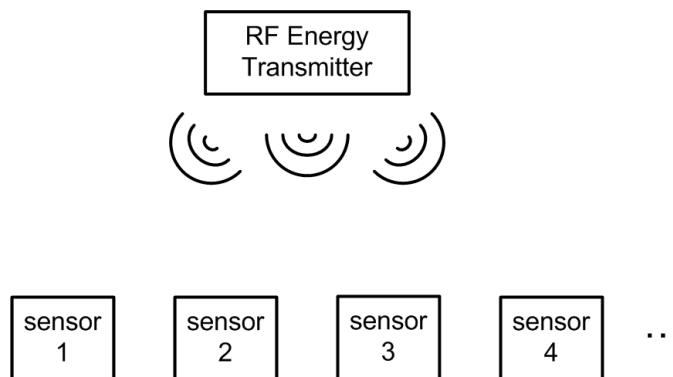 RF Energy
Transmitter
sensor
1
sensor
2
sensor
3
sensor
4
..